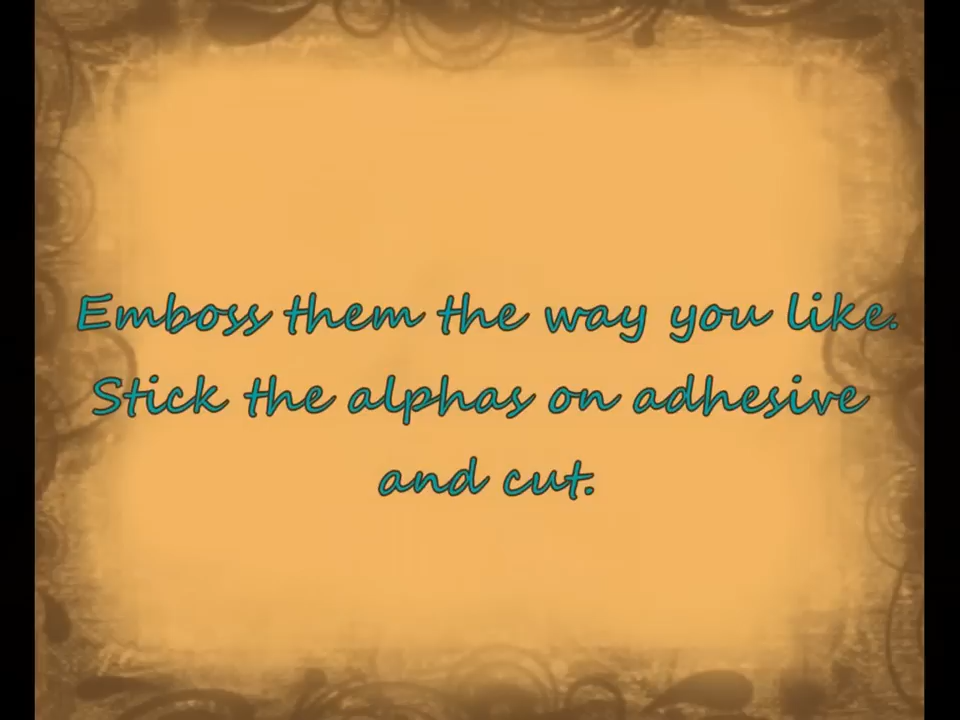 Emboss them the way you like.
Stick the alphas on adhesive
and cut.